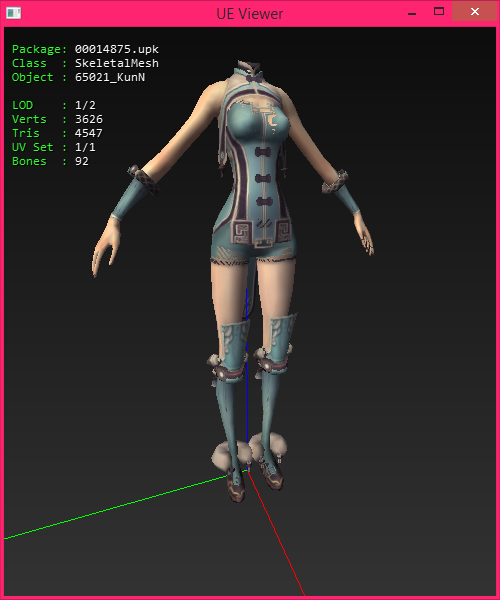 UE Viewer
Package: 00014875.upk
Class  : SkeletalMesh
Object : 65021_KunN
LOD    : 1/2
Verts  : 3626
Tris   : 4547
UV Set : 1/1
Bones  : 92